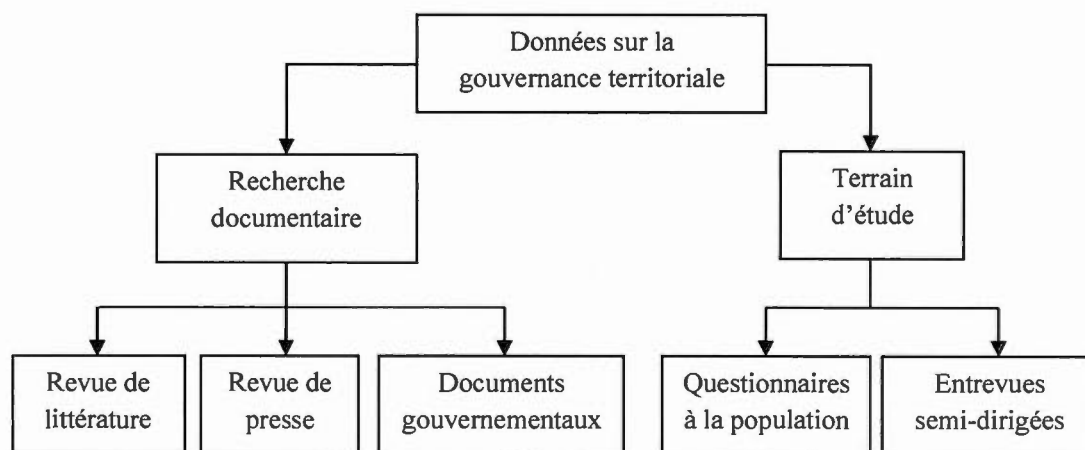 Données sur la
gouvernance territoriale
Recherche
documentaire
Terrain
d'étude
Revue de
littérature
Revue de
presse
Documents
gouvernementaux
Questionnaires
à la population
Entrevues
semi-dirigées